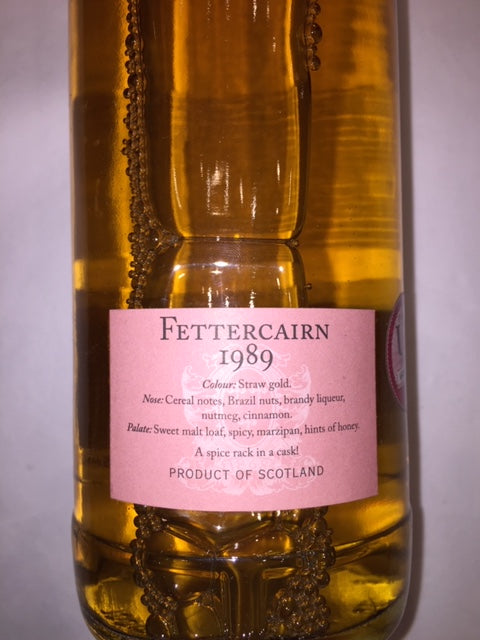 FETTERCAIRN
1989
Colour: Straw gold.
Nose: Cereal notes, Brazil nuts, brandy liqueur,
nutmeg, cinnamon.
Palate: Sweet malt loaf, spicy, marzipan, hints of honey.
A spice rack in a cask!
PRODUCT OF SCOTLAND